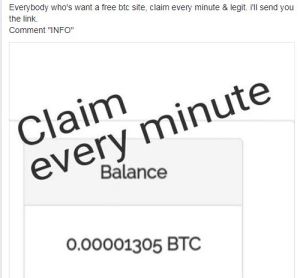 Everybody who's want a free btc site, claim every minute & legit. i'll send you
the link.
Comment "INFO"
Claim
every minute
Balance
0.00001305 BTC